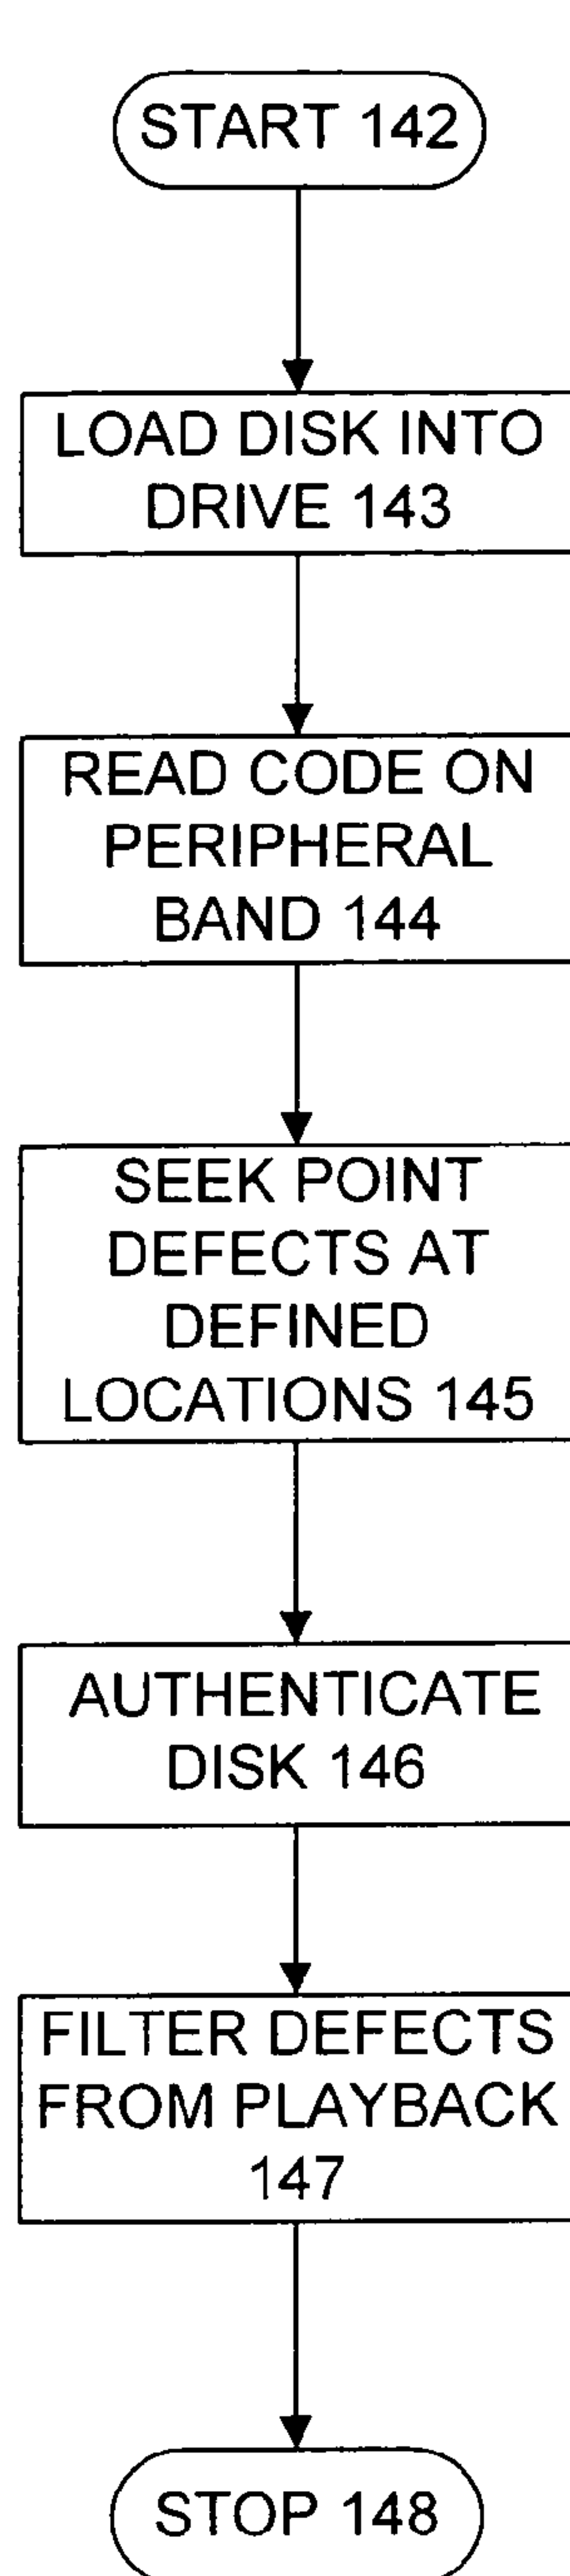 START 142
LOAD DISK INTO
DRIVE 143
READ CODE ON
PERIPHERAL
BAND 144
SEEK POINT
DEFECTS AT
DEFINED
LOCATIONS 145
AUTHENTICATE
DISK 146
FILTER DEFECTS
FROM PLAYBACK
147
STOP 148